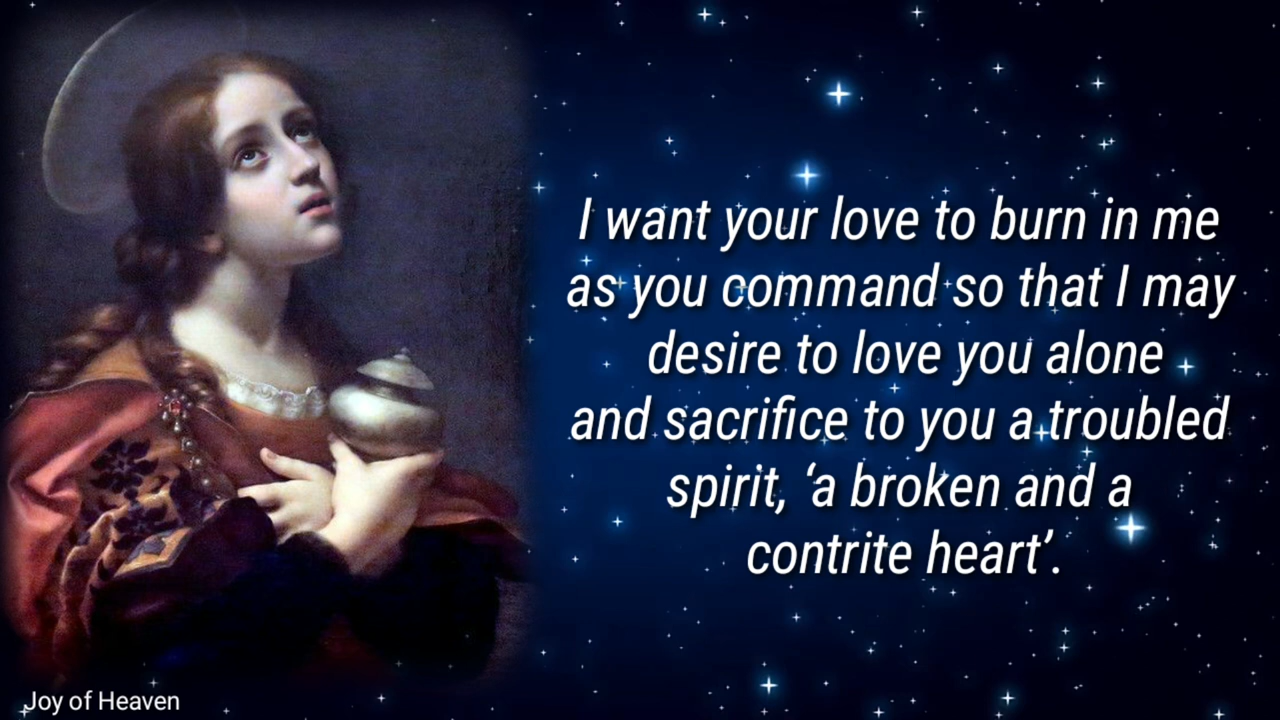 I want your love to burn in me
as you command so that I may
desire to love you alone
and sacrifice to you a troubled
spirit, ‘a broken and a
contrite heart’.
Joy of Heaven